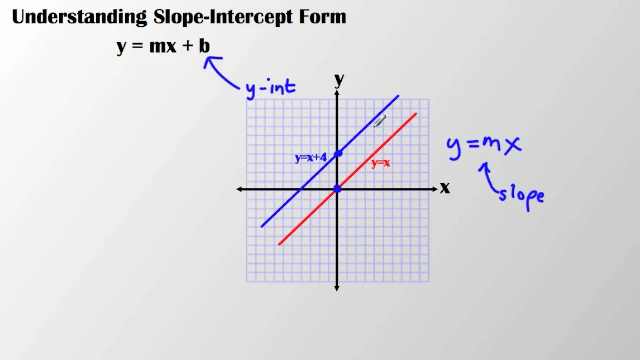 Understanding Slope-Intercept Form
y = mx + b
y-int
y
y=x+4
y=x
y=mx
x
slope